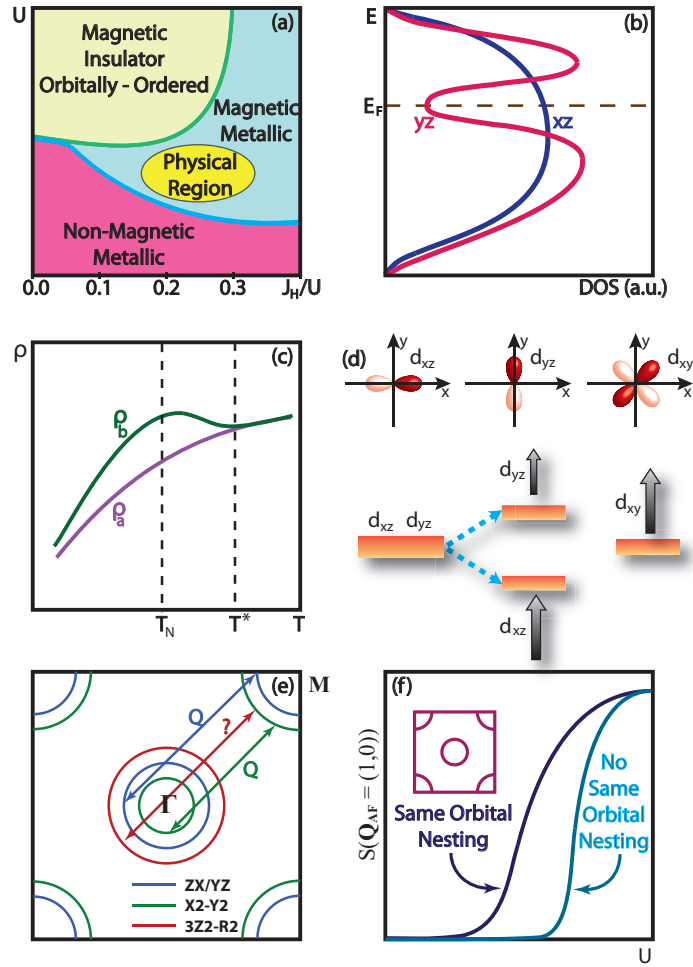 U
(a)
Magnetic
Insulator
Orbitally - Ordered
Magnetic
Metallic
Physical
Region
Non-Magnetic
Metallic
0.0 0.1 0.2 0.3 J_H/U
E
(b)
E_F
yz
xz
DOS (a.u.)
ρ
(c)
ρ_b
ρ_a
T_N T* T
(d)
y
d_xz
x
y
d_yz
x
y
d_xy
x
d_yz
d_xy
d_xz d_yz
d_xz
(e)
M
Q
?
Q
Γ
ZX/YZ
X2-Y2
3Z2-R2
(f)
S(Q_AF = (1,0))
Same Orbital
Nesting
No
Same
Orbital
Nesting
U